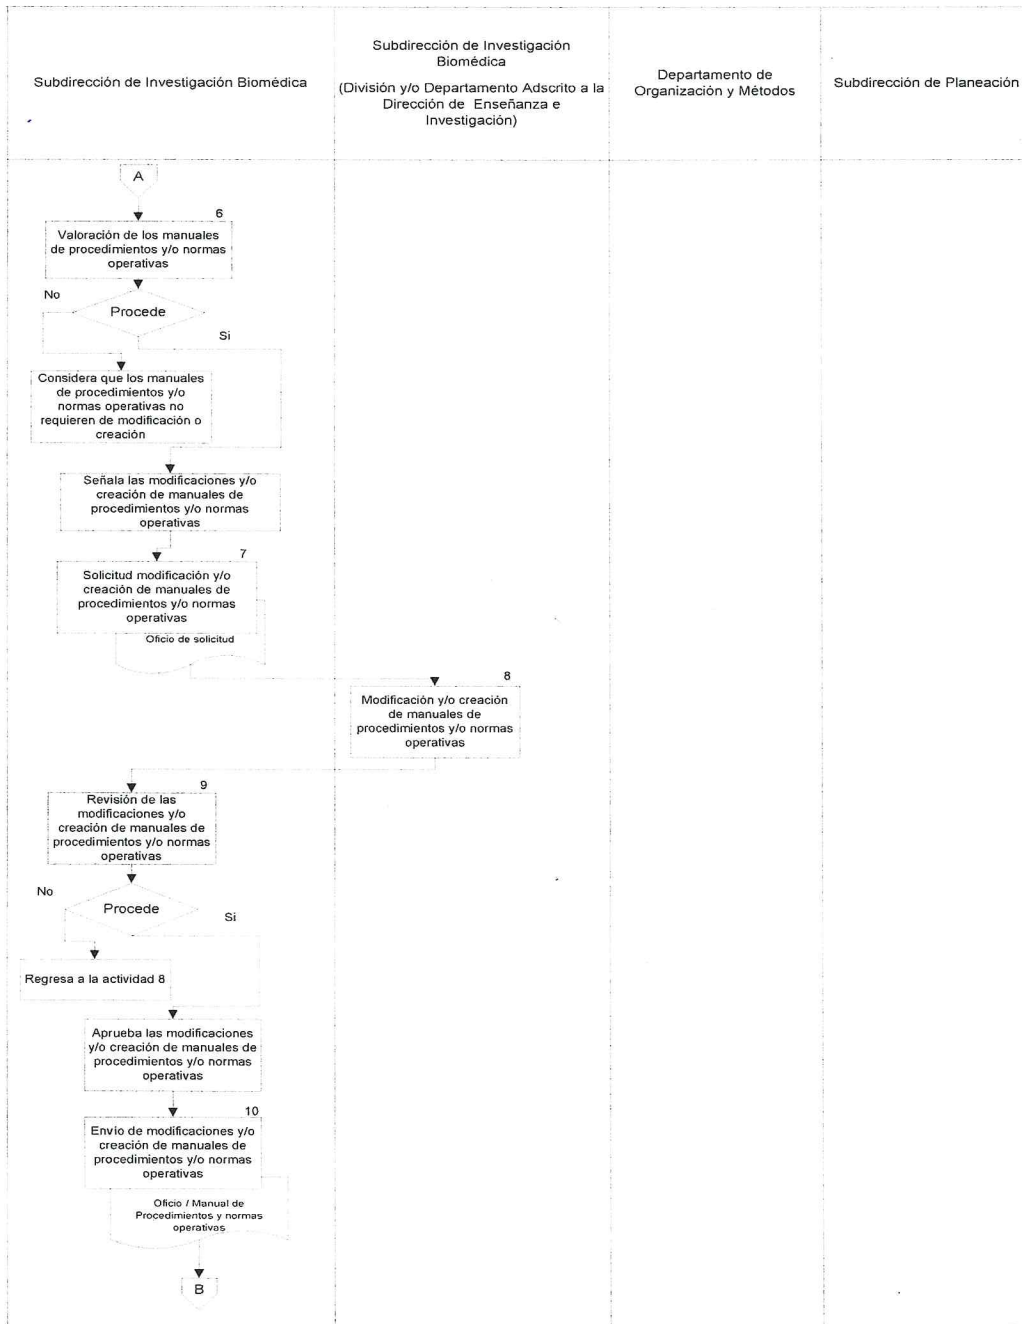 Subdirección de Investigación Biomédica
Subdirección de Investigación
Biomédica
(División y/o Departamento Adscrito a la
Dirección de Enseñanza e
Investigación)
Departamento de
Organización y Métodos
Subdirección de Planeación
A
6
Valoración de los manuales
de procedimientos y/o normas
operativas
No
Procede
Si
Considera que los manuales
de procedimientos y/o
normas operativas no
requieren de modificación o
creación
Señala las modificaciones y/o
creación de manuales de
procedimientos y/o normas
operativas
7
Solicitud modificación y/o
creación de manuales de
procedimientos y/o normas
operativas
Oficio de solicitud
8
Modificación y/o creación
de manuales de
procedimientos y/o normas
operativas
9
Revisión de las
modificaciones y/o
creación de manuales de
procedimientos y/o normas
operativas
No
Procede
Si
Regresa a la actividad 8
Aprueba las modificaciones
y/o creación de manuales de
procedimientos y/o normas
operativas
10
Envio de modificaciones y/o
creación de manuales de
procedimientos y/o normas
operativas
Oficio / Manual de
Procedimientos y normas
operativas
B